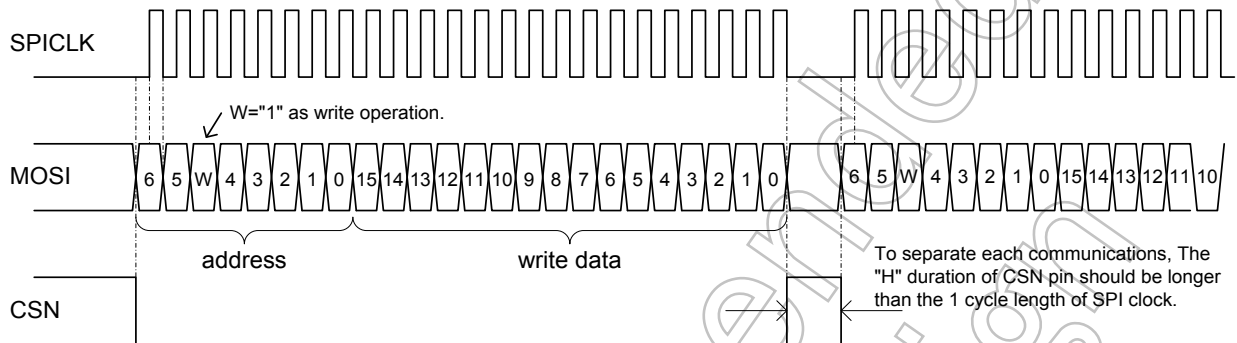 SPICLK
W="1" as write operation.
MOSI
6 5 W 4 3 2 1 0 15 14 13 12 11 10 9 8 7 6 5 4 3 2 1 0 6 5 W 4 3 2 1 0 15 14 13 12 11 10
address
write data
To separate each communications, The
"H" duration of CSN pin should be longer
than the 1 cycle length of SPI clock.
CSN